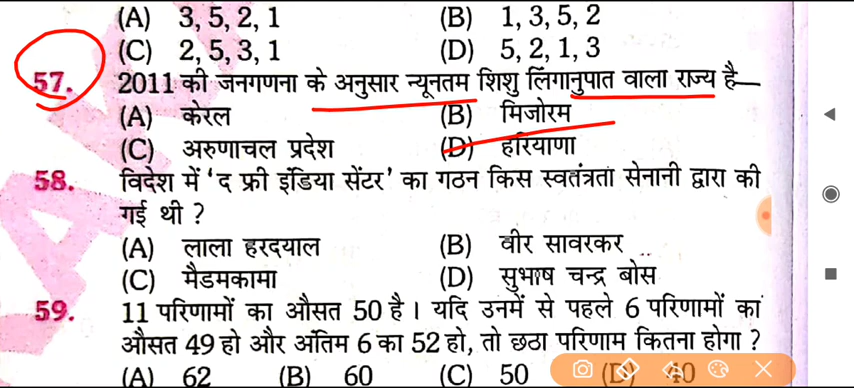 (A) 3, 5, 2, 1 (B) 1, 3, 5, 2
(C) 2, 5, 3, 1 (D) 5, 2, 1, 3
57. 2011 की जनगणना के अनुसार न्यूनतम शिशु लिंगानुपात वाला राज्य है—
(A) केरल (B) मिजोरम
(C) अरुणाचल प्रदेश (D) हरियाणा
58. विदेश में 'द फ्री इंडिया सेंटर' का गठन किस स्वतंत्रता सेनानी द्वारा की
गई थी ?
(A) लाला हरदयाल (B) वीर सावरकर
(C) मैडमकामा (D) सुभाष चन्द्र बोस
59. 11 परिणामों का औसत 50 है । यदि उनमें से पहले 6 परिणामों का
औसत 49 हो और अंतिम 6 का 52 हो, तो छठा परिणाम कितना होगा ?
(A) 62 (B) 60 (C) 50 (D) 40